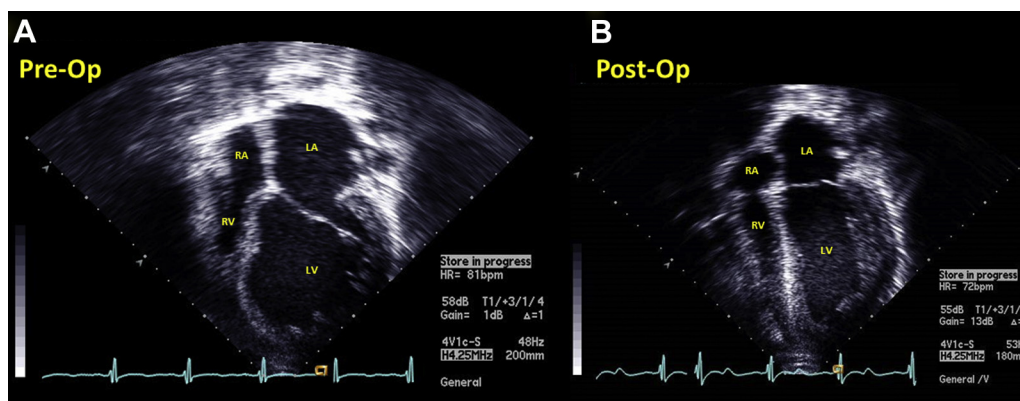 A
Pre-Op
RA
LA
RV
LV
Store in progress
HR= 81bpm
58dB T1/+3/1/4
Gain= 1dB Δ=1
4V1c-S 48Hz
H4.25MHz 200mm
General
B
Post-Op
RA
LA
RV
LV
Store in progress
HR= 72bpm
55dB T1/+3/1/
Gain= 13dB Δ=
4V1c-S 53H
H4.25MHz 180m
General /V